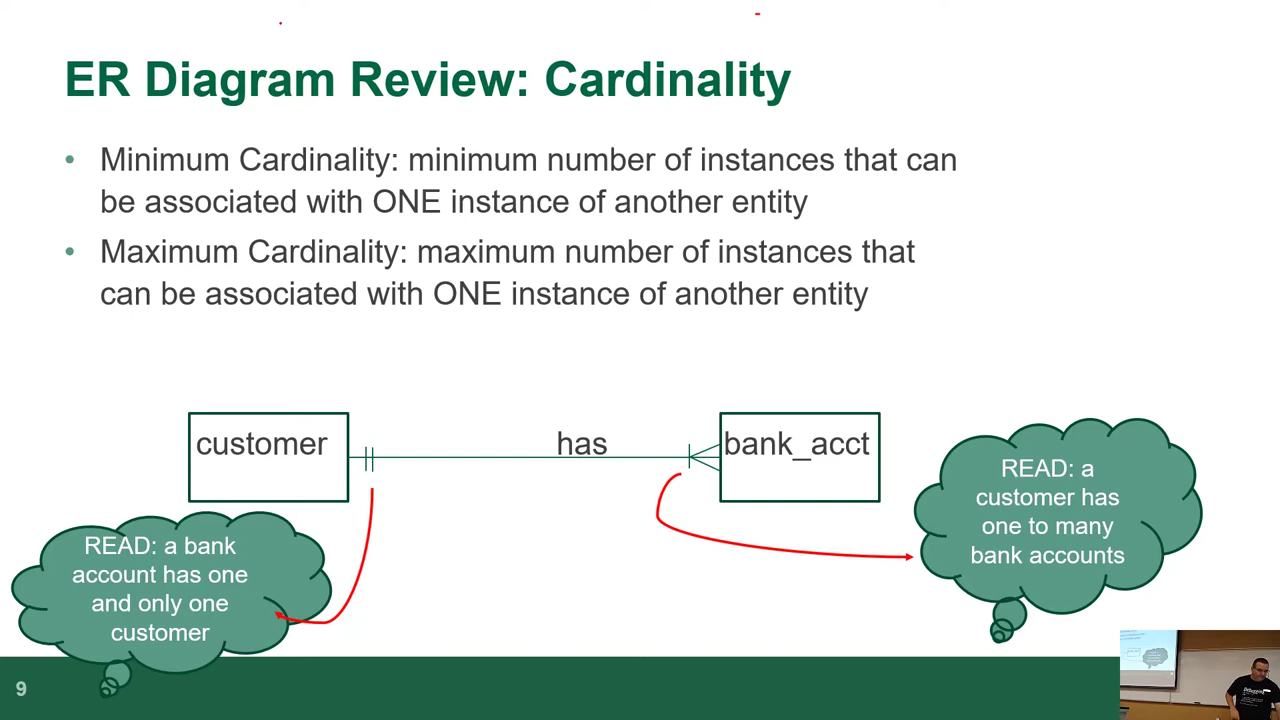 ER Diagram Review: Cardinality
• Minimum Cardinality: minimum number of instances that can
be associated with ONE instance of another entity
• Maximum Cardinality: maximum number of instances that
can be associated with ONE instance of another entity
customer
has
bank_acct
READ: a
customer has
one to many
bank accounts
READ: a bank
account has one
and only one
customer
9